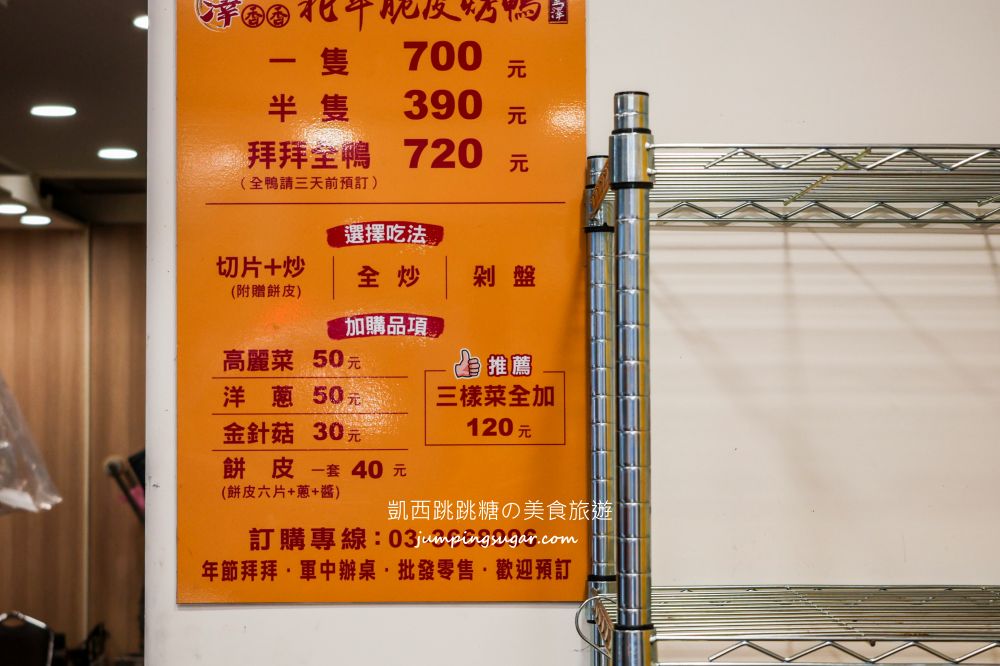 澤香香 北平脆皮烤鴨
一隻 700 元
半隻 390 元
拜拜全鴨 720 元
(全鴨請三天前預訂)
選擇吃法
切片+炒 全炒 剁盤
(附贈餅皮)
加購品項
高麗菜 50元
洋蔥 50元
金針菇 30元
餅皮 一套 40 元
(餅皮六片+蔥+醬)
推薦
三樣菜全加
120元
凱西跳跳糖の美食旅遊
jumpingsugar.com
訂購專線:03-
年節拜拜·軍中辦桌·批發零售·歡迎預訂